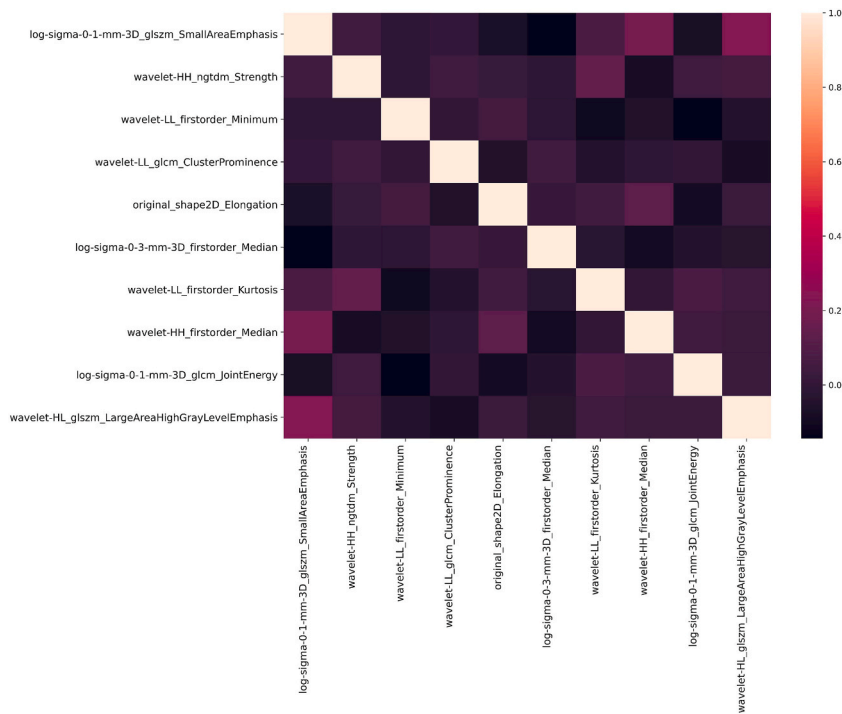 log-sigma-0-1-mm-3D_glszm_SmallAreaEmphasis
wavelet-HH_ngtdm_Strength
wavelet-LL_firstorder_Minimum
wavelet-LL_glcm_ClusterProminence
original_shape2D_Elongation
log-sigma-0-3-mm-3D_firstorder_Median
wavelet-LL_firstorder_Kurtosis
wavelet-HH_firstorder_Median
log-sigma-0-1-mm-3D_glcm_JointEnergy
wavelet-HL_glszm_LargeAreaHighGrayLevelEmphasis
log-sigma-0-1-mm-3D_glszm_SmallAreaEmphasis
wavelet-HH_ngtdm_Strength
wavelet-LL_firstorder_Minimum
wavelet-LL_glcm_ClusterProminence
original_shape2D_Elongation
log-sigma-0-3-mm-3D_firstorder_Median
wavelet-LL_firstorder_Kurtosis
wavelet-HH_firstorder_Median
log-sigma-0-1-mm-3D_glcm_JointEnergy
wavelet-HL_glszm_LargeAreaHighGrayLevelEmphasis
1.0
0.8
0.6
0.4
0.2
0.0